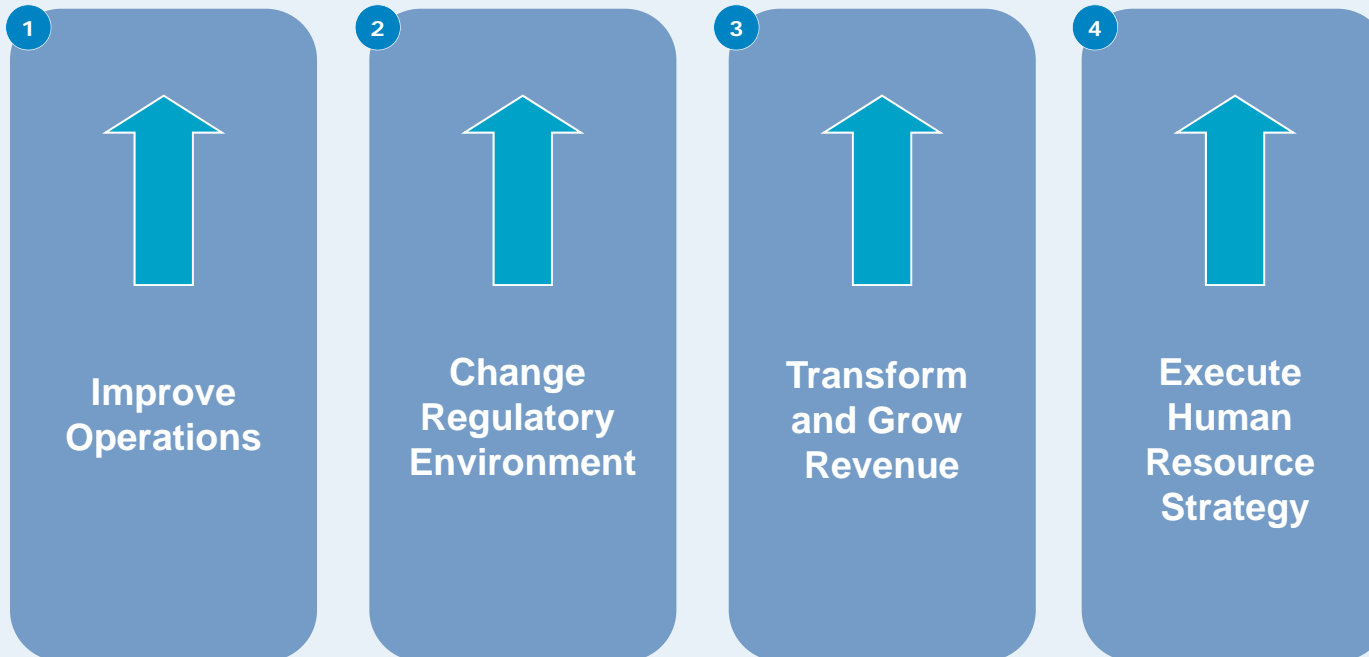 1
Improve
Operations
2
Change
Regulatory
Environment
3
Transform
and Grow
Revenue
4
Execute
Human
Resource
Strategy